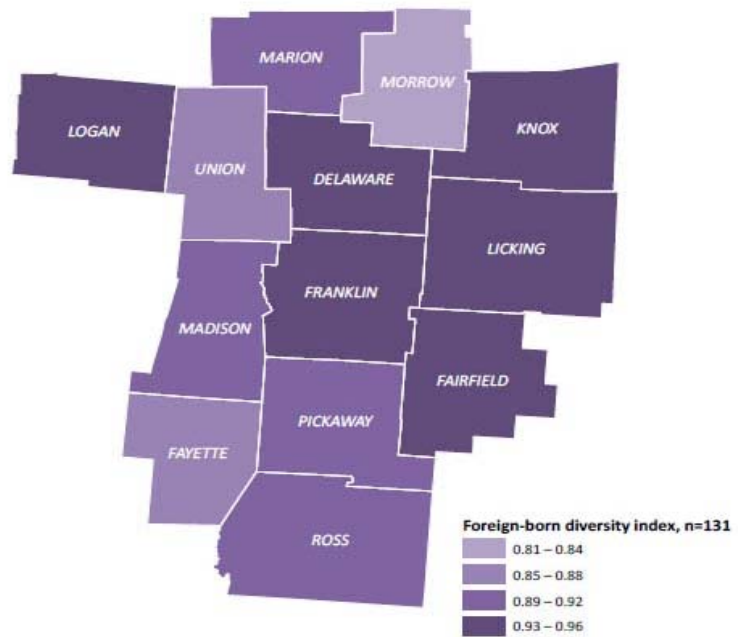 MARION
MORROW
LOGAN
KNOX
UNION
DELAWARE
LICKING
FRANKLIN
MADISON
FAIRFIELD
PICKAWAY
FAYETTE
ROSS
Foreign-born diversity index, n=131
0.81 – 0.84
0.85 – 0.88
0.89 – 0.92
0.93 – 0.96